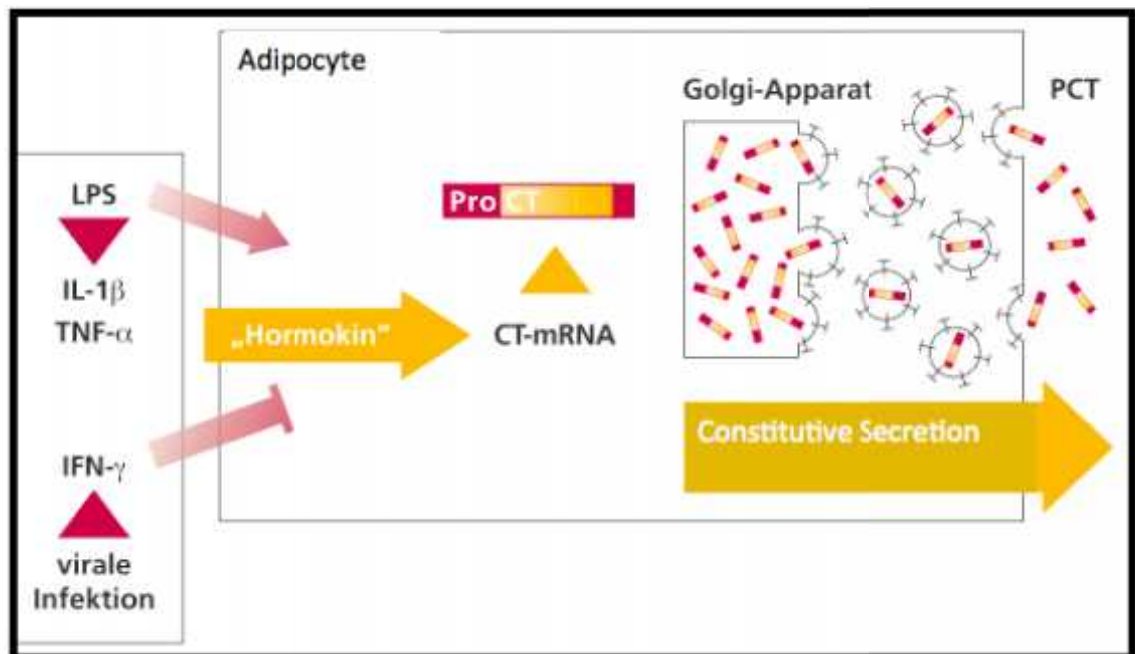 Adipocyte
Golgi-Apparat
PCT
LPS
IL-1β
TNF-α
„Hormokin"
Pro CT
CT-mRNA
Constitutive Secretion
IFN-γ
virale
Infektion